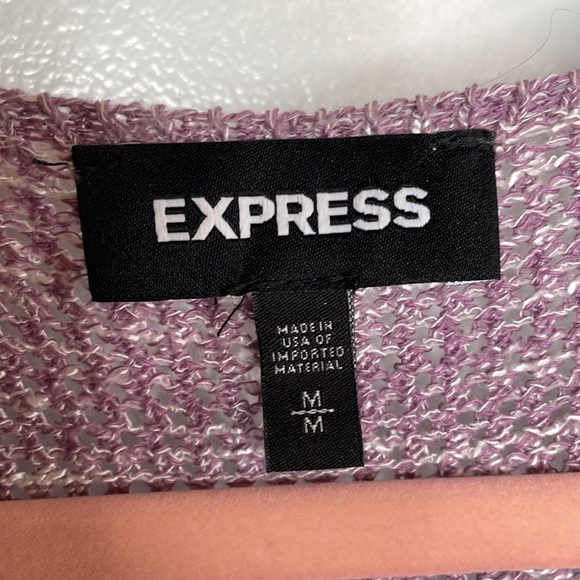 EXPRESS
MADE IN
USA OF
IMPORTED
MATERIAL
M
M